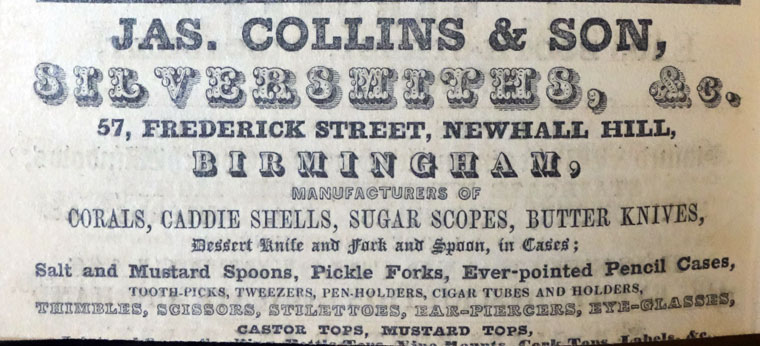 JAS. COLLINS & SON,
SILVERSMITHS, &c.
57, FREDERICK STREET, NEWHALL HILL,
BIRMINGHAM,
MANUFACTURERS OF
CORALS, CADDIE SHELLS, SUGAR SCOPES, BUTTER KNIVES,
Dessert Knife and Fork and Spoon, in Cases;
Salt and Mustard Spoons, Pickle Forks, Ever-pointed Pencil Cases,
TOOTH-PICKS, TWEEZERS, PEN-HOLDERS, CIGAR TUBES AND HOLDERS,
THIMBLES, SCISSORS, STILETTOES, EAR-PIERCERS, EYE-GLASSES,
CASTOR TOPS, MUSTARD TOPS,
Labels, &c.